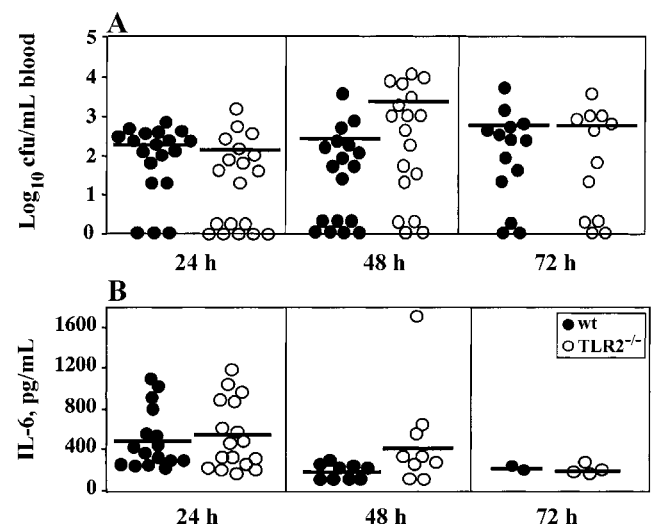 A
Log10 cfu/mL blood
5
4
3
2
1
0
24 h
48 h
72 h
B
IL-6, pg/mL
1600
1200
800
400
0
wt
TLR2-/-
24 h
48 h
72 h